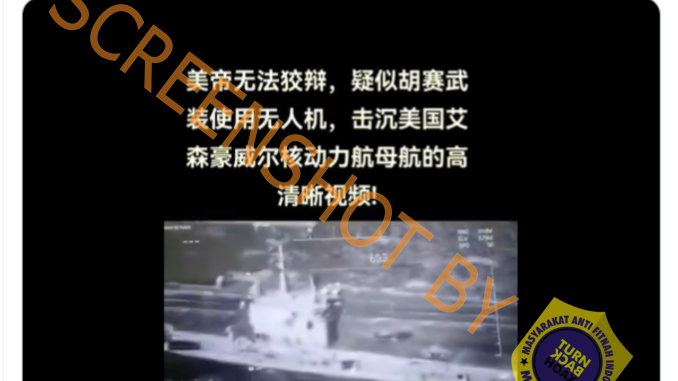 美帝无法狡辩，疑似胡赛武
装使用无人机，击沉美国艾
森豪威尔核动力航母航的高
清晰视频!
SCREENSHOT BY
MASYARAKAT ANTI FITNAH INDO
TURN
BACK
HOAX